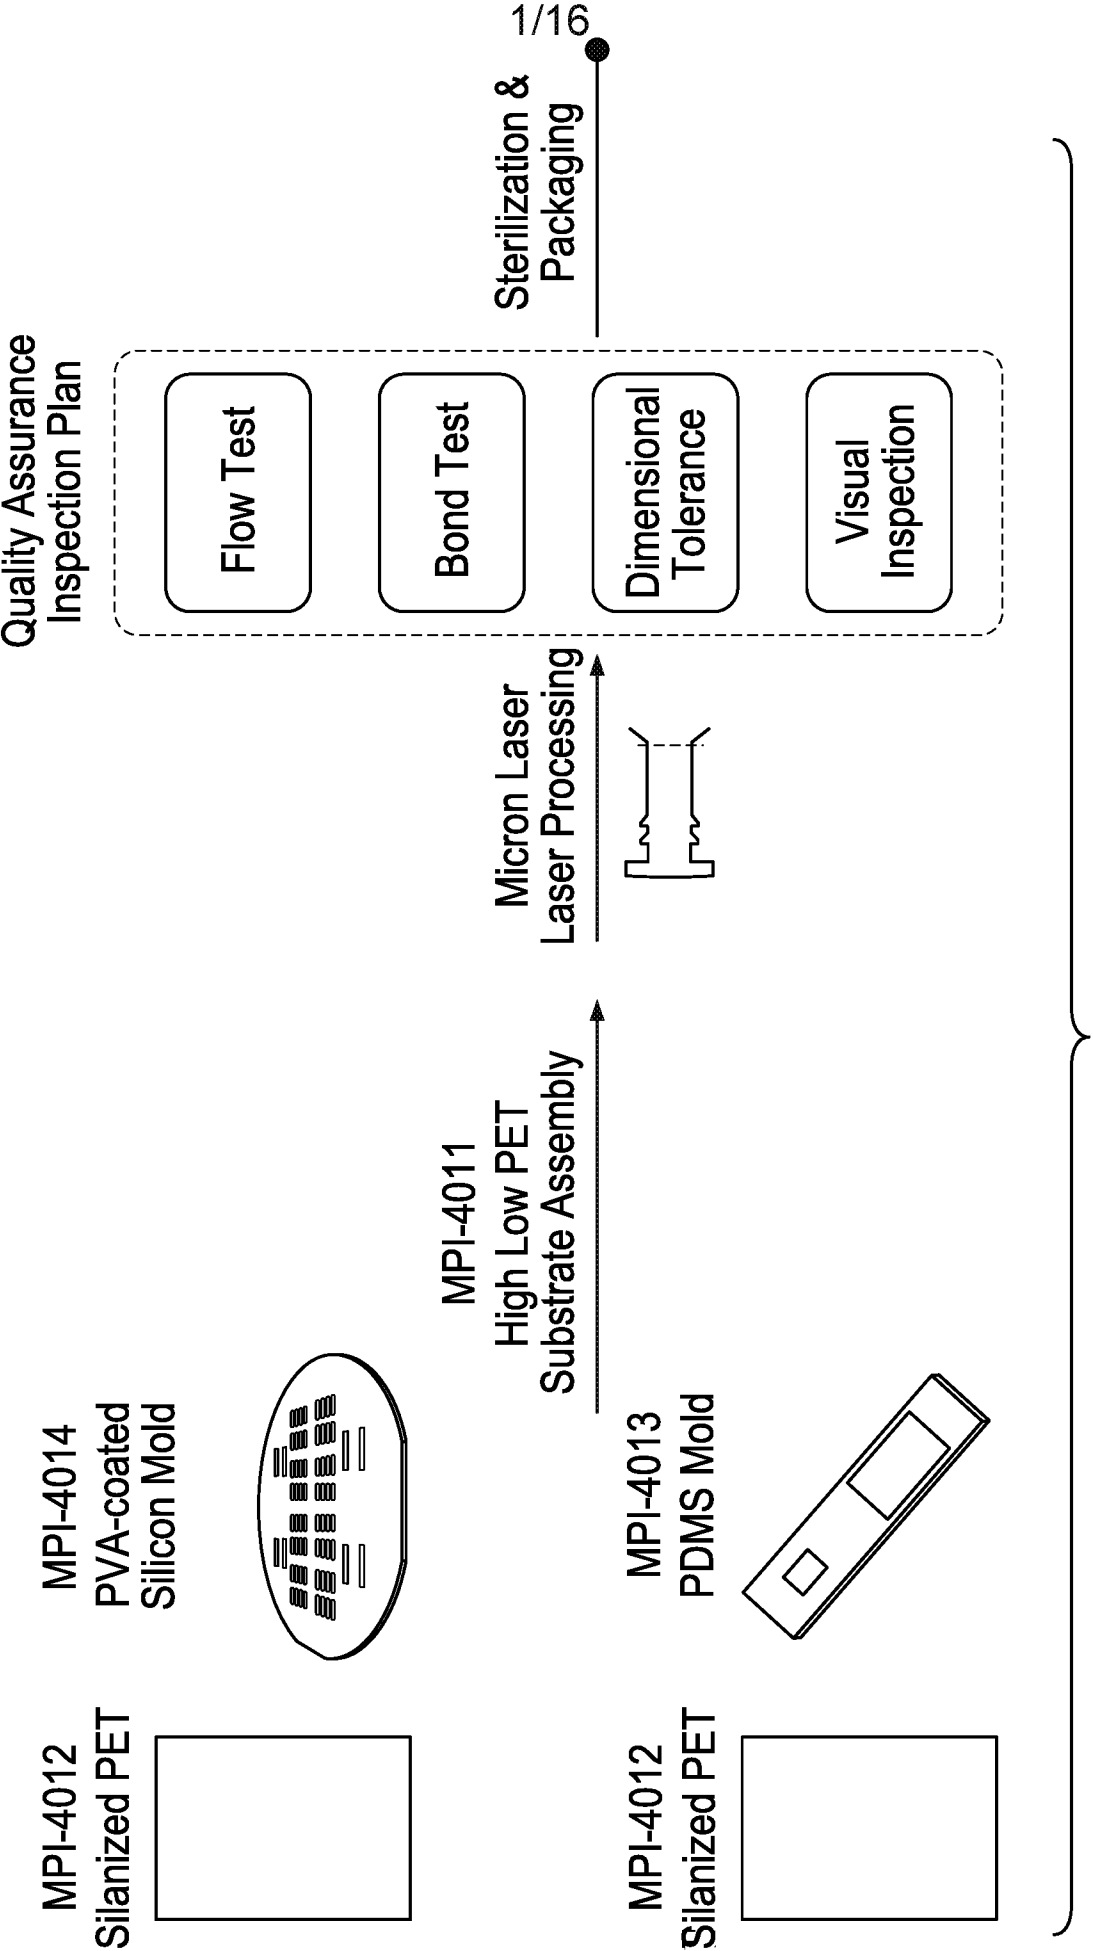 1/16
MPI-4012
Silanized PET
MPI-4014
PVA-coated
Silicon Mold
MPI-4012
Silanized PET
MPI-4013
PDMS Mold
MPI-4011
High Low PET
Substrate Assembly
Micron Laser
Laser Processing
Quality Assurance
Inspection Plan
Flow Test
Bond Test
Dimensional
Tolerance
Visual
Inspection
Sterilization &
Packaging